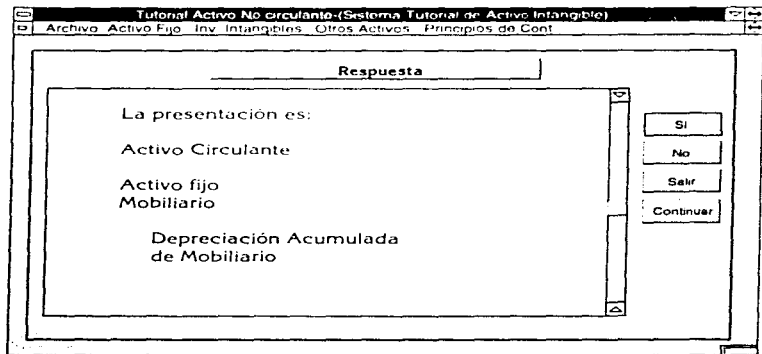 Tutorial Activo No circulante-(Sistema Tutorial de Activo Intangible)
Archivo Activo Fijo Inv. Intangibles Otros Activos Principios de Cont
Respuesta
La presentación es:
Activo Circulante
Activo fijo
Mobiliario
Depreciación Acumulada
de Mobiliario
Si
No
Salir
Continuar